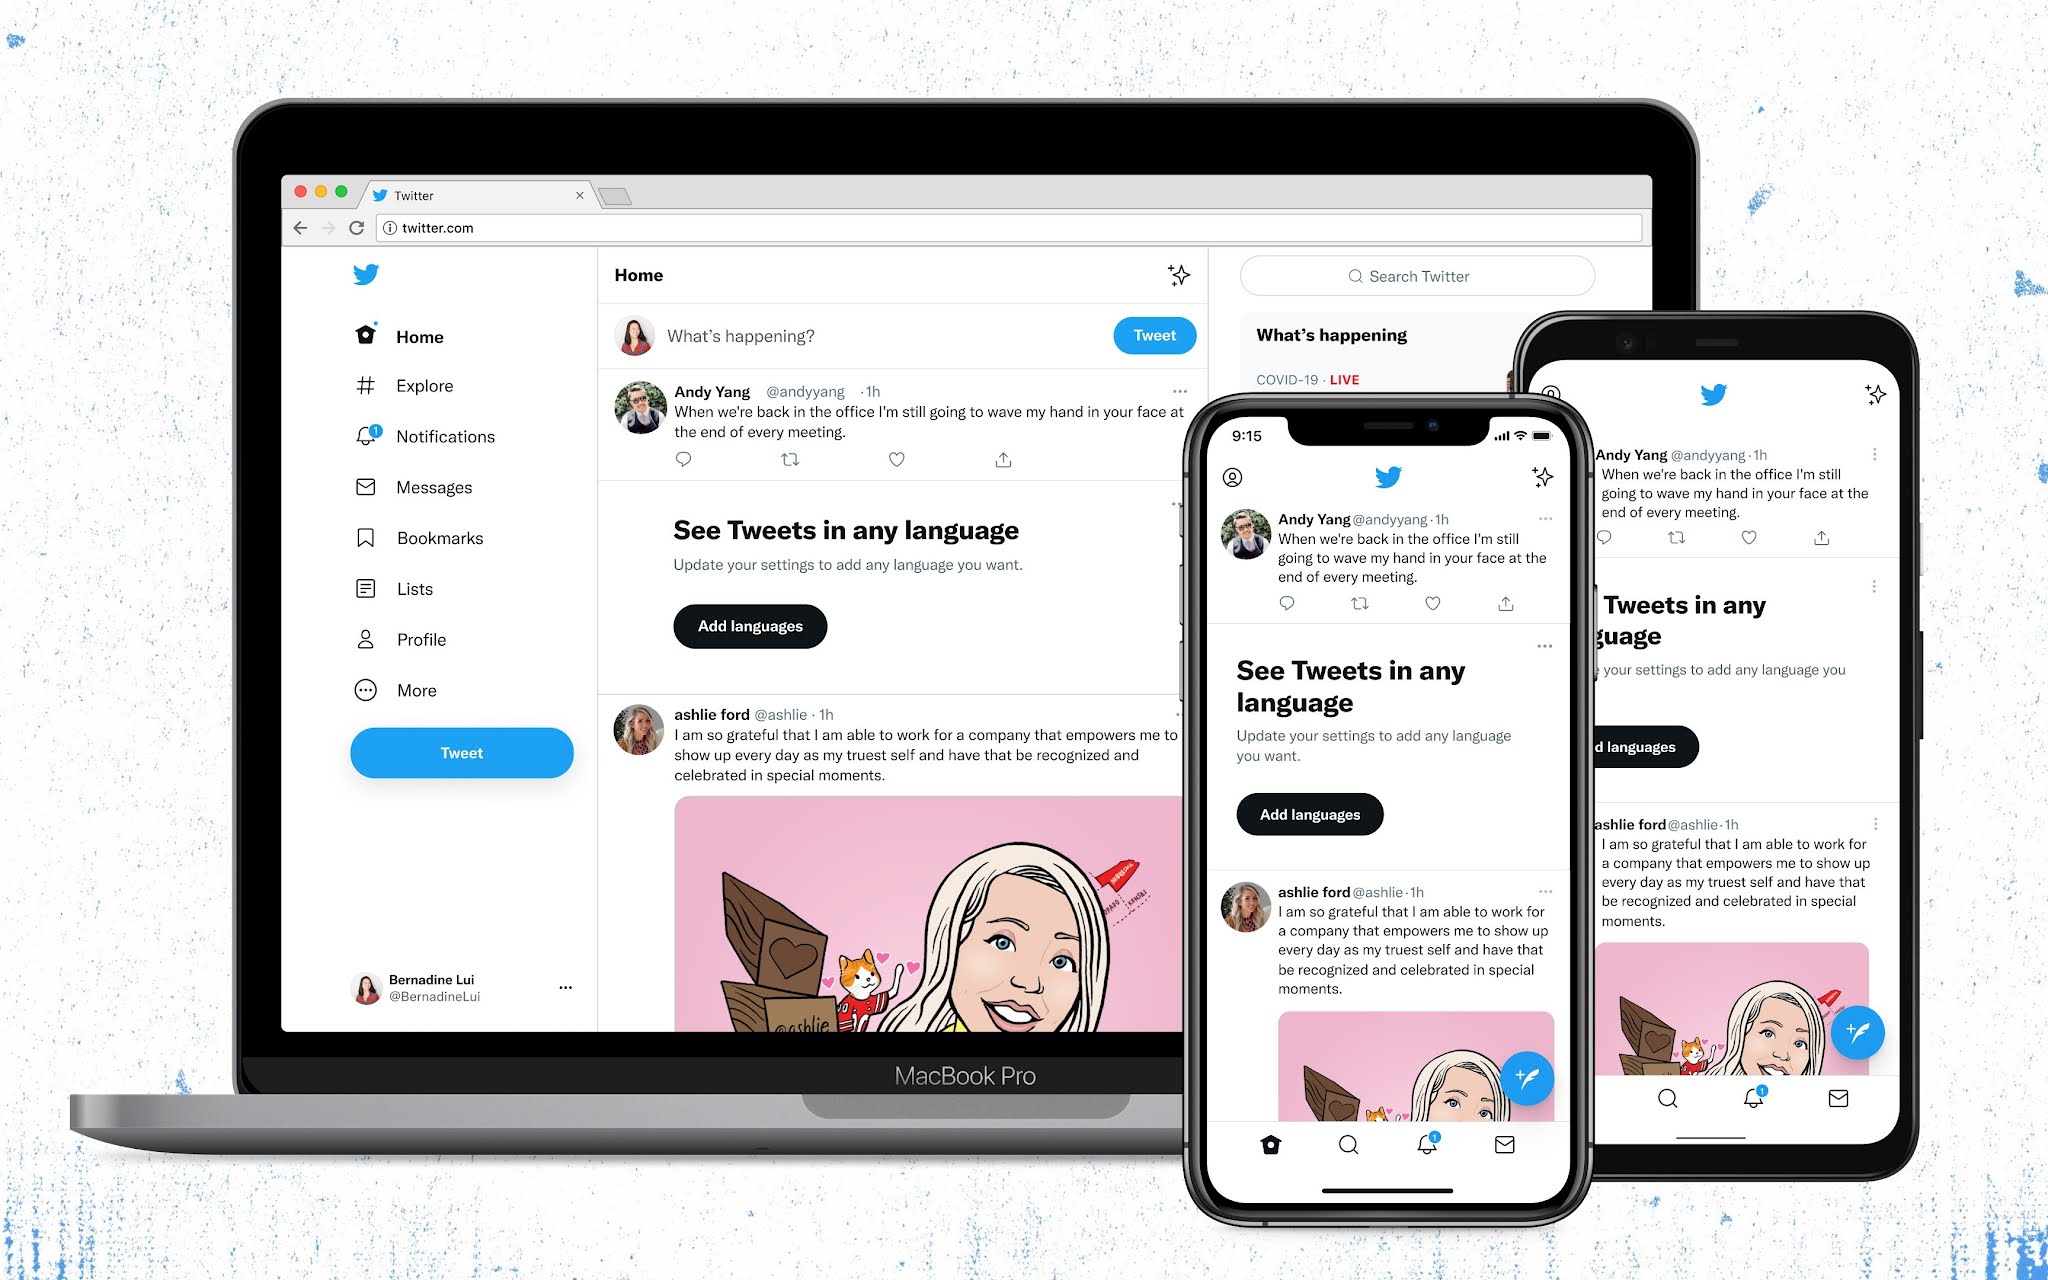 Twitter
twitter.com
Home
Explore
1
Notifications
Messages
Bookmarks
Lists
Profile
More
Tweet
Bernadine Lui
@BernadineLui
Home
What's happening?
Tweet
Andy Yang @andyyang · 1h
When we're back in the office I'm still going to wave my hand in your face at
the end of every meeting.
See Tweets in any language
Update your settings to add any language you want.
Add languages
ashlie ford @ashlie · 1h
I am so grateful that I am able to work for a company that empowers me to
show up every day as my truest self and have that be recognized and
celebrated in special moments.
NEBRASKA
KANSAS
@ashlie
Search Twitter
What's happening
COVID-19 · LIVE
MacBook Pro
9:15
Andy Yang @andyyang · 1h
When we're back in the office I'm still
going to wave my hand in your face at the
end of every meeting.
See Tweets in any
language
Update your settings to add any language
you want.
Add languages
ashlie ford @ashlie · 1h
I am so grateful that I am able to work for
a company that empowers me to show up
every day as my truest self and have that
be recognized and celebrated in special
moments.
1
Andy Yang @andyyang · 1h
When we're back in the office I'm still
going to wave my hand in your face at the
end of every meeting.
Tweets in any
guage
your settings to add any language you
d languages
ashlie ford @ashlie · 1h
I am so grateful that I am able to work for
a company that empowers me to show up
every day as my truest self and have that
be recognized and celebrated in special
moments.
1